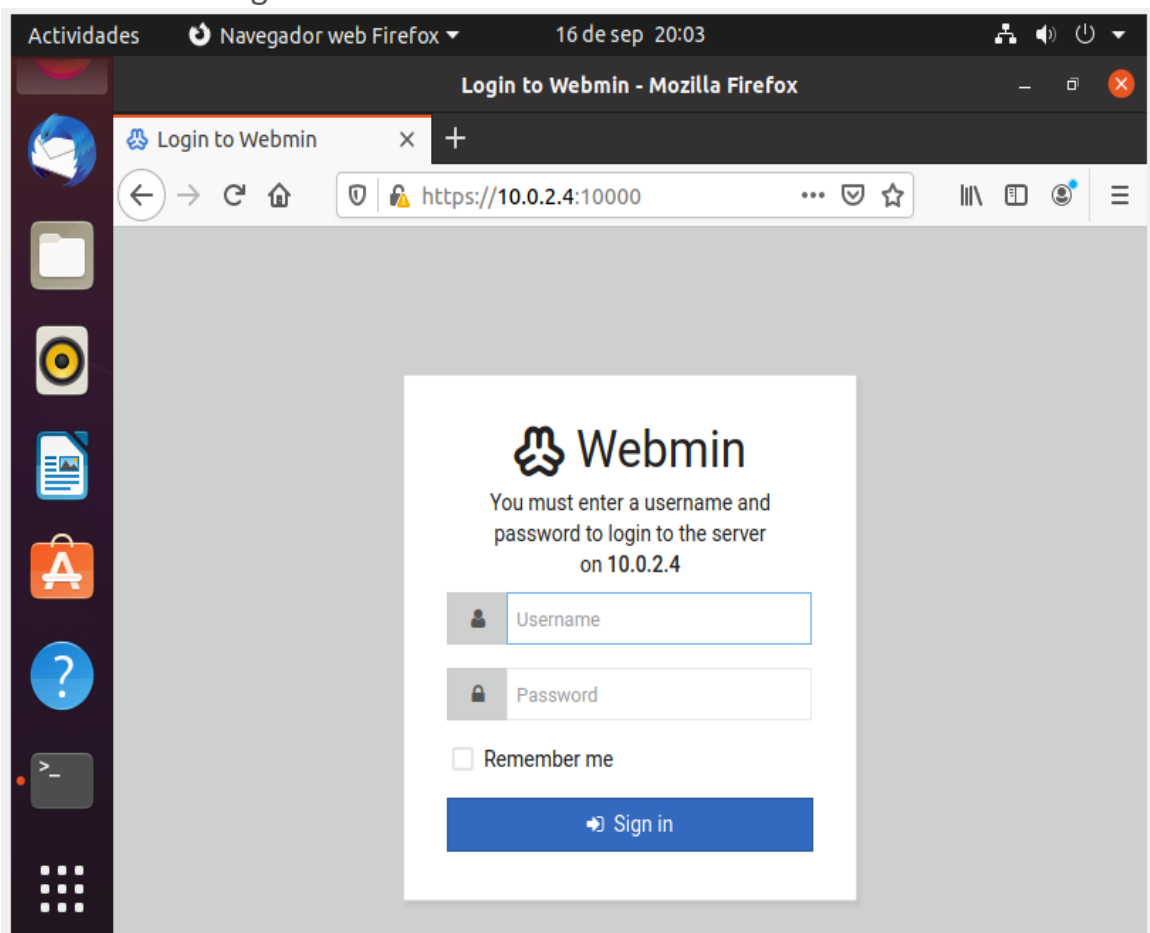 Actividades Navegador web Firefox 16 de sep 20:03
Login to Webmin - Mozilla Firefox
Login to Webmin
https://10.0.2.4:10000
Webmin
You must enter a username and
password to login to the server
on 10.0.2.4
Username
Password
Remember me
Sign in